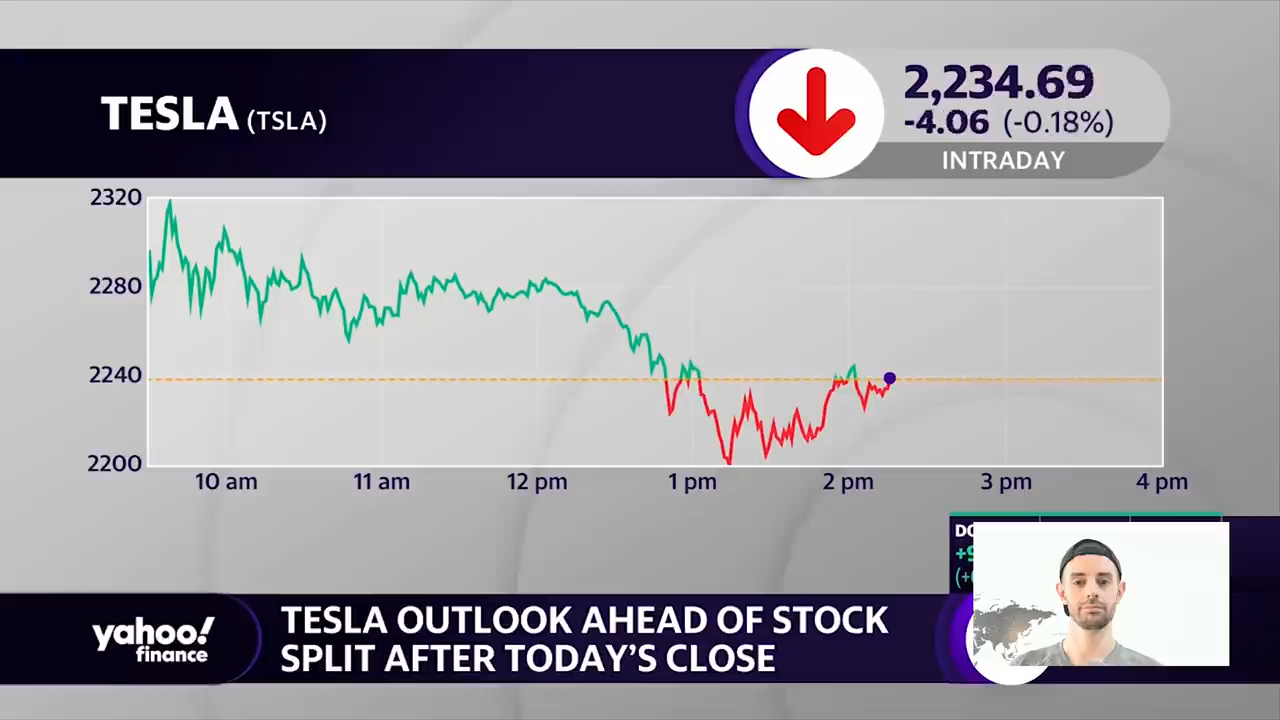 TESLA (TSLA)
2,234.69
-4.06 (-0.18%)
INTRADAY
2320
2280
2240
2200
10 am 11 am 12 pm 1 pm 2 pm 3 pm 4 pm
yahoo!
finance
TESLA OUTLOOK AHEAD OF STOCK
SPLIT AFTER TODAY'S CLOSE